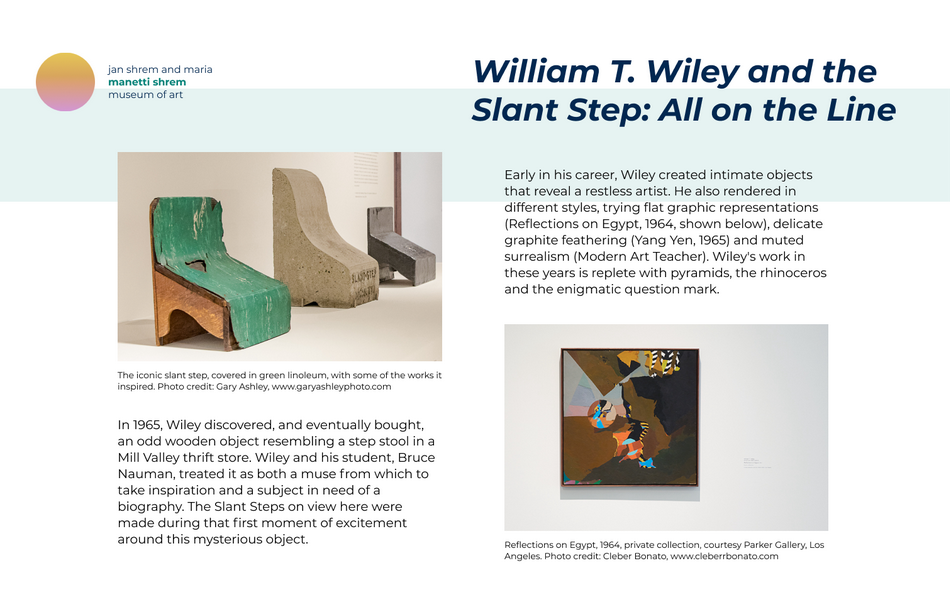 jan shrem and maria
manetti shrem
museum of art
William T. Wiley and the
Slant Step: All on the Line
The iconic slant step, covered in green linoleum, with some of the works it
inspired. Photo credit: Gary Ashley, www.garyashleyphoto.com
In 1965, Wiley discovered, and eventually bought,
an odd wooden object resembling a step stool in a
Mill Valley thrift store. Wiley and his student, Bruce
Nauman, treated it as both a muse from which to
take inspiration and a subject in need of a
biography. The Slant Steps on view here were
made during that first moment of excitement
around this mysterious object.
Early in his career, Wiley created intimate objects
that reveal a restless artist. He also rendered in
different styles, trying flat graphic representations
(Reflections on Egypt, 1964, shown below), delicate
graphite feathering (Yang Yen, 1965) and muted
surrealism (Modern Art Teacher). Wiley's work in
these years is replete with pyramids, the rhinoceros
and the enigmatic question mark.
Reflections on Egypt, 1964, private collection, courtesy Parker Gallery, Los
Angeles. Photo credit: Cleber Bonato, www.cleberrbonato.com